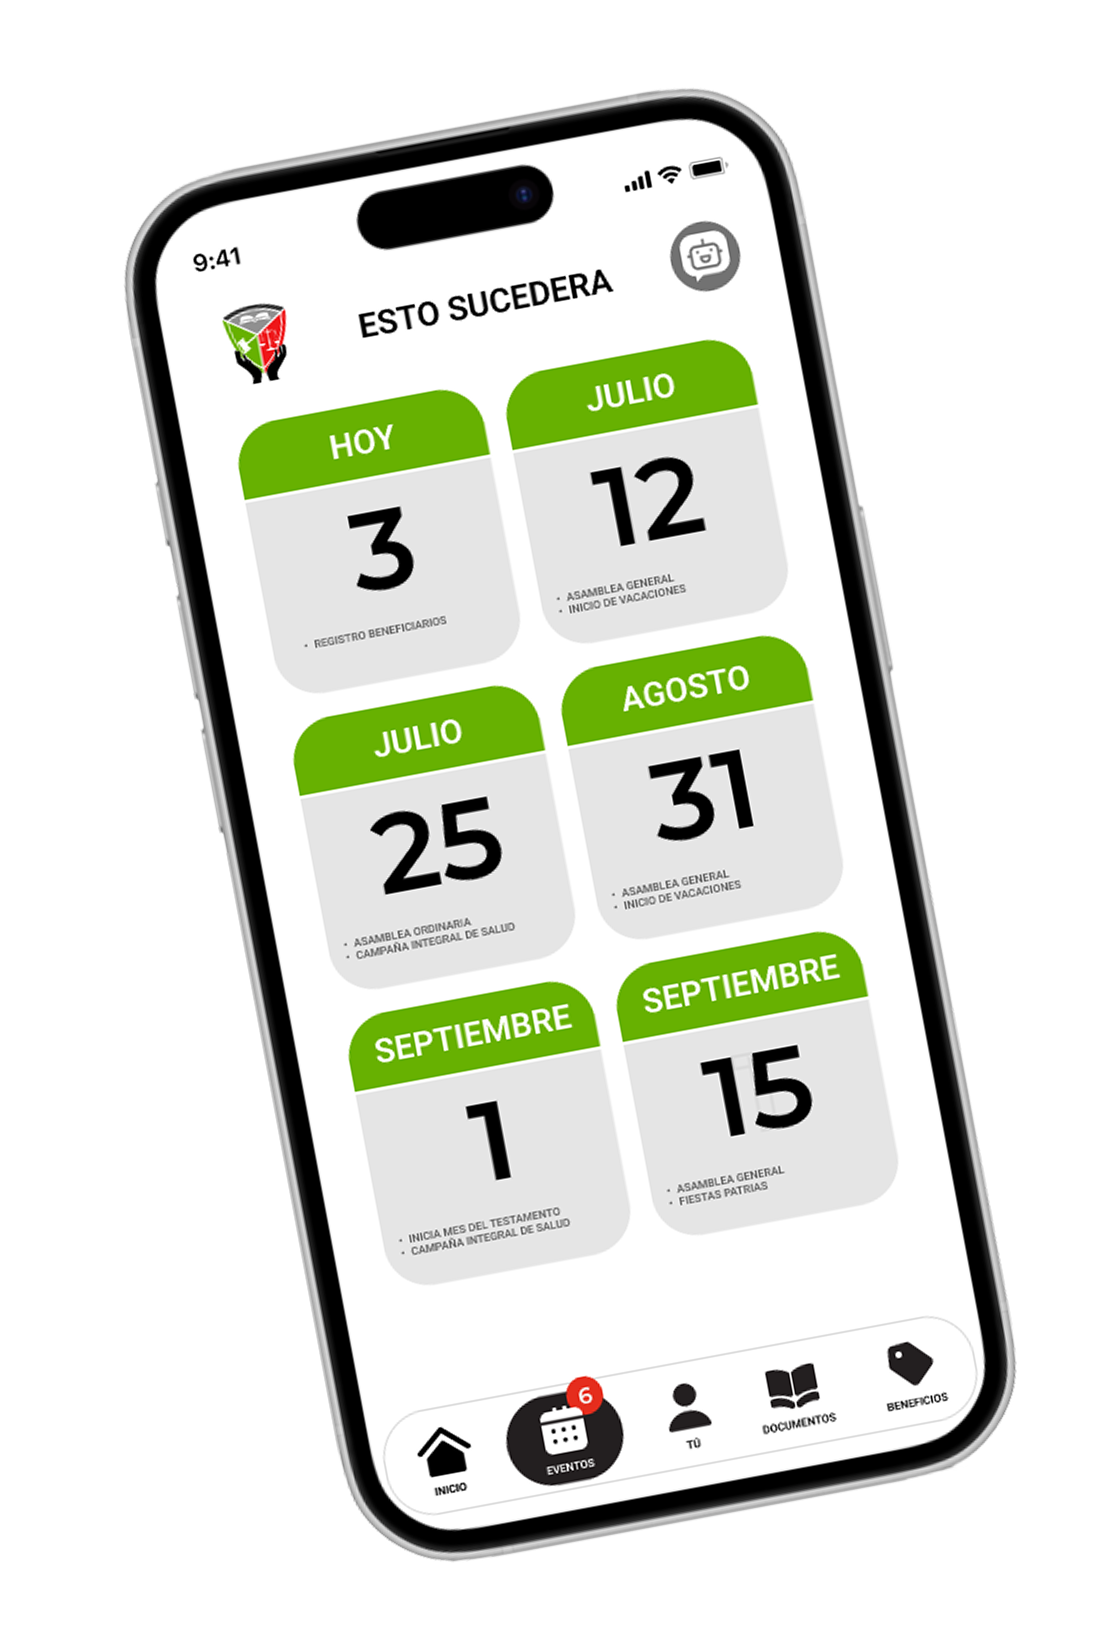 9:41
ESTO SUCEDERA
HOY
3
• REGISTRO BENEFICIARIOS
JULIO
12
• ASAMBLEA GENERAL
• INICIO DE VACACIONES
JULIO
25
• ASAMBLEA ORDINARIA
• CAMPAÑA INTEGRAL DE SALUD
AGOSTO
31
• ASAMBLEA GENERAL
• INICIO DE VACACIONES
SEPTIEMBRE
1
• INICIA MES DEL TESTAMENTO
• CAMPAÑA INTEGRAL DE SALUD
SEPTIEMBRE
15
• ASAMBLEA GENERAL
• FIESTAS PATRIAS
INICIO
6
EVENTOS
TÚ
DOCUMENTOS
BENEFICIOS